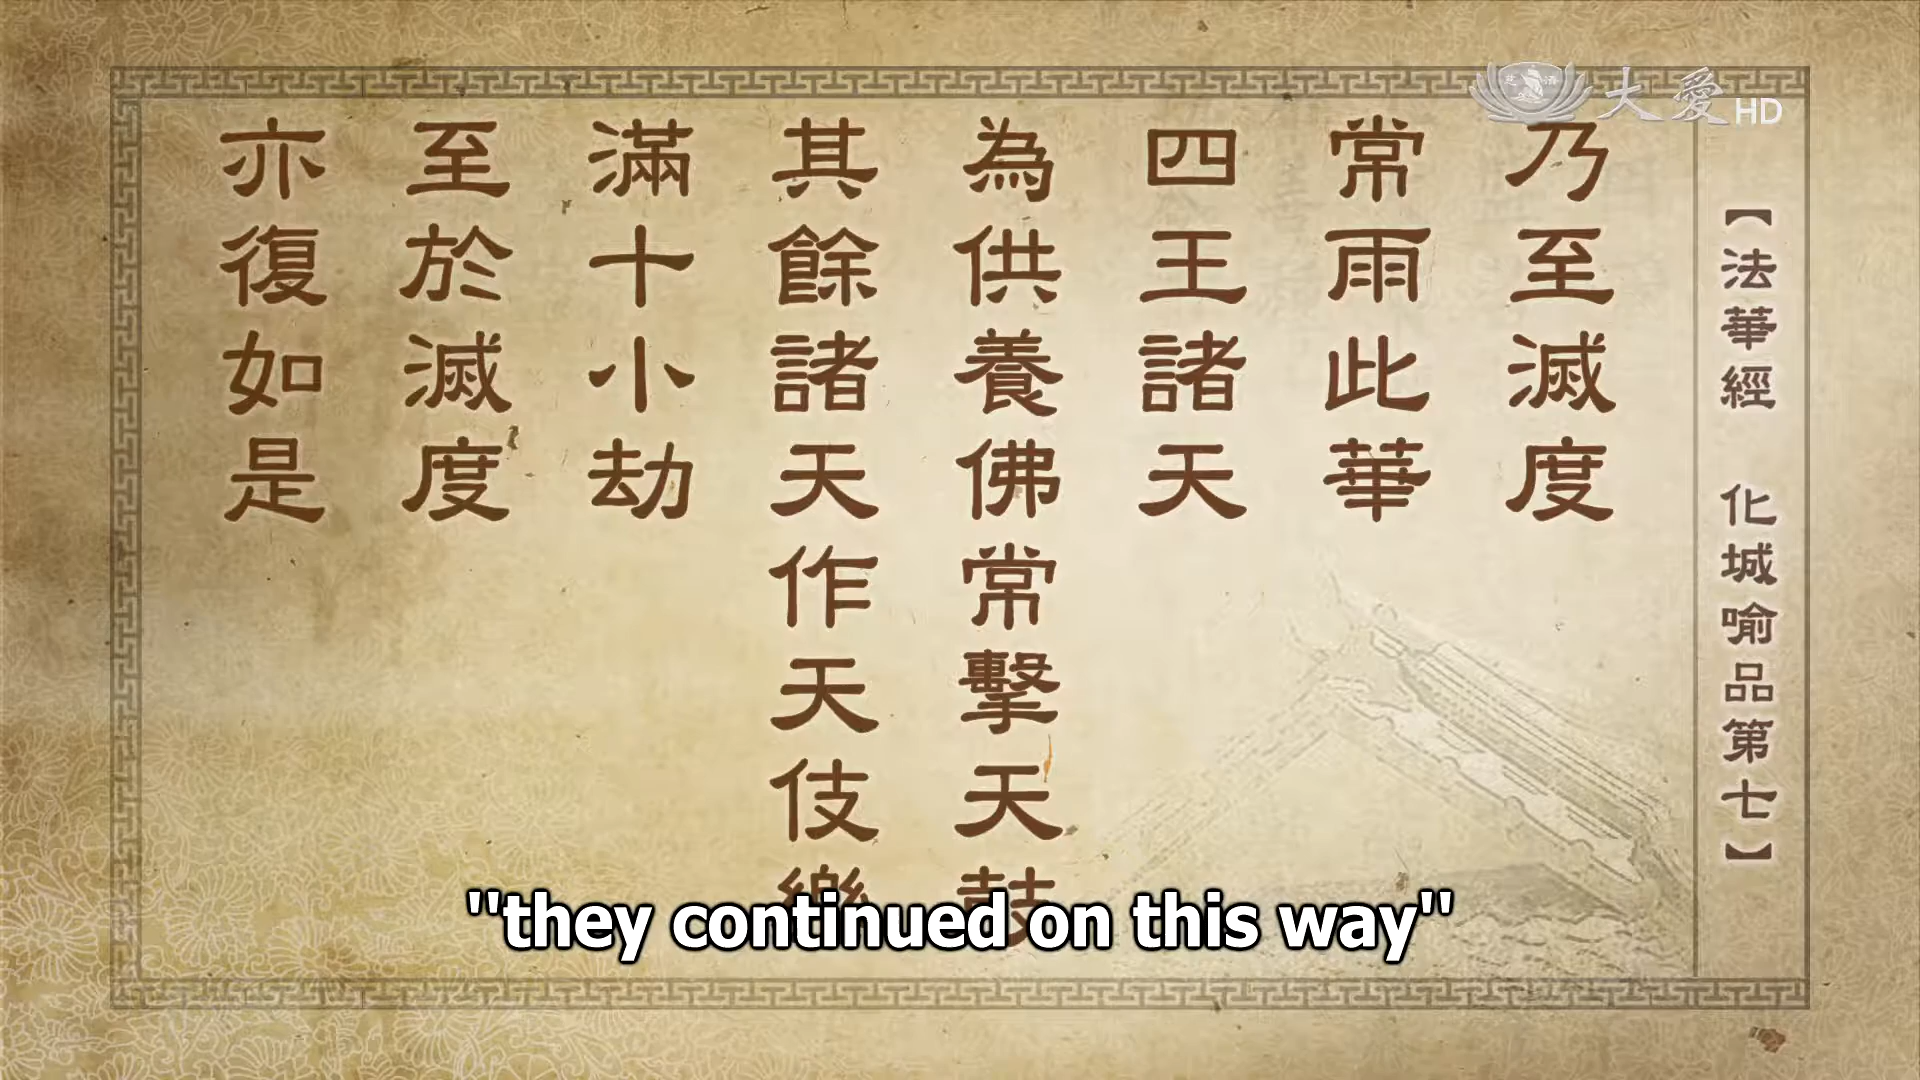 大愛HD
【法華經 化城喻品第七】
乃至滅度
常雨此華
四王諸天
為供養佛常擊天鼓
其餘諸天作天伎樂
滿十小劫
至於滅度
亦復如是
"they continued on this way"